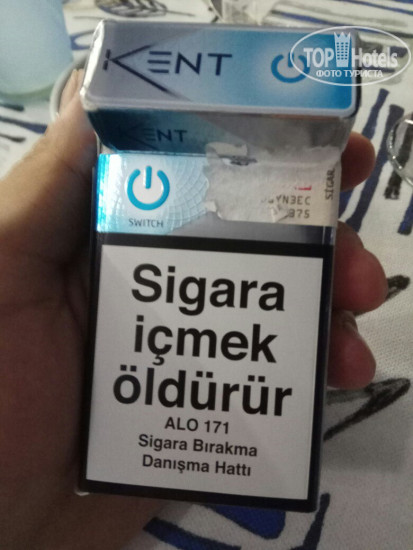 KENT
TOP Hotels
ФОТО ТУРИСТА
KENT
SWITCH
Sigara
içmek
öldürür
ALO 171
Sigara Bırakma
Danışma Hattı